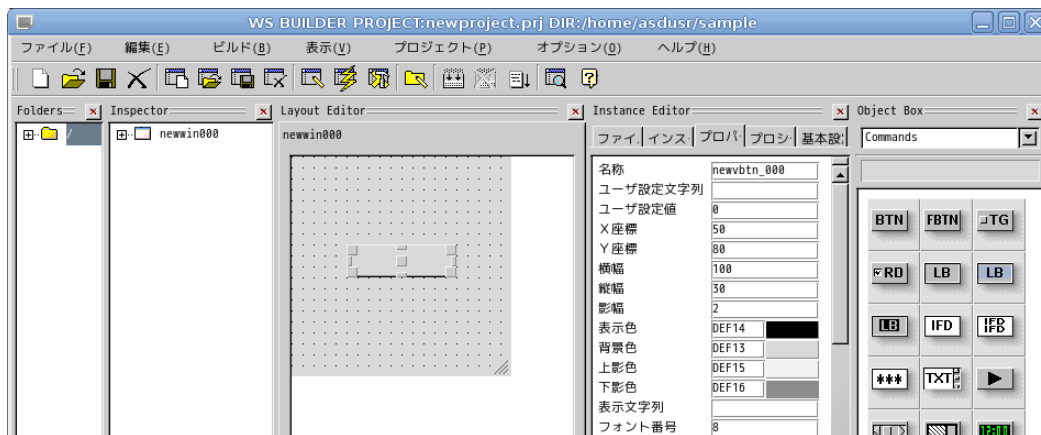 WS BUILDER PROJECT:newproject.prj DIR:/home/asdusr/sample
ファイル(F) 編集(E) ビルド(B) 表示(V) プロジェクト(P) オプション(O) ヘルプ(H)
Folders Inspector Layout Editor Instance Editor Object Box
/ newwin000 newwin000 ファイ. インス プロパ プロシ 基本設 Commands
名称 newvbtn_000
ユーザ設定文字列
ユーザ設定値 0
X座標 50
Y座標 80
横幅 100
縦幅 30
影幅 2
表示色 DEF14
背景色 DEF13
上影色 DEF15
下影色 DEF16
表示文字列
フォント番号 8
BTN FBTN TG
RD LB LB
LB IFD IFD IFD
*** TXT
12:00